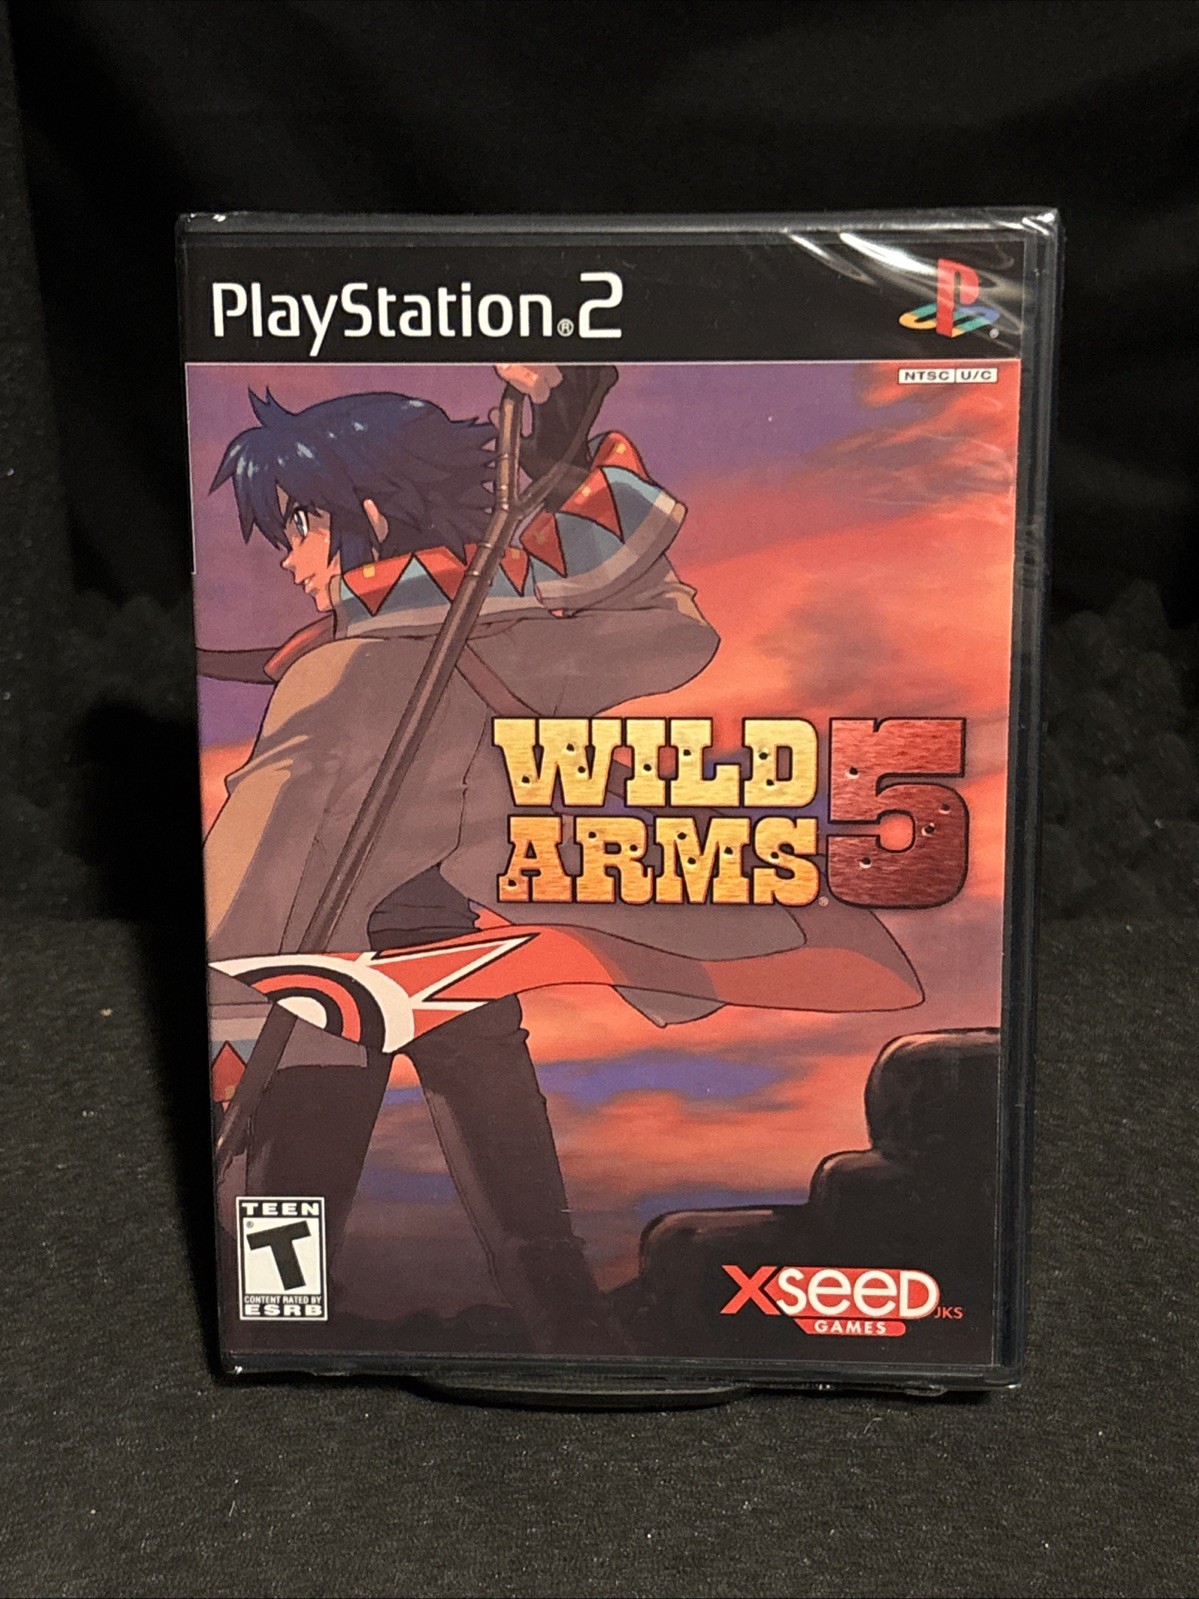 PlayStation®2
NTSC U/C
WILD
ARMS® 5
TEEN
T
®
CONTENT RATED BY
ESRB
XSEED JKS
GAMES